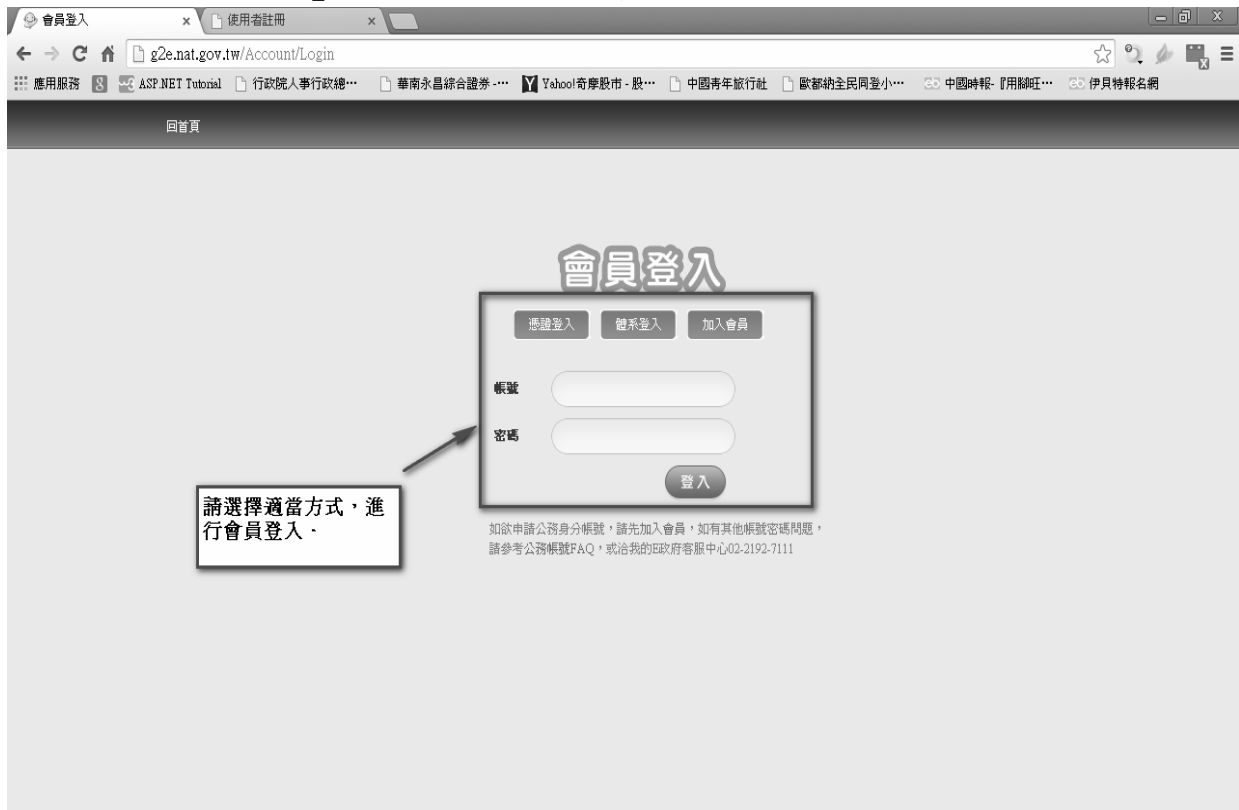 會員登入
使用者註冊
g2e.nat.gov.tw/Account/Login
應用服務 8 ASP.NET Tutorial 行政院人事行政總… 華南永昌綜合證券 -… Yahoo!奇摩股市 - 股… 中國青年旅行社 歐都納全民同登小… 中國時報-『用腳旺… 伊貝特報名網
回首頁
會員登入
憑證登入 體系登入 加入會員
帳號
密碼
登入
請選擇適當方式，進
行會員登入．
如欲申請公務身分帳號，請先加入會員，如有其他帳號密碼問題，
請參考公務帳號FAQ，或洽我的E政府客服中心02-2192-7111